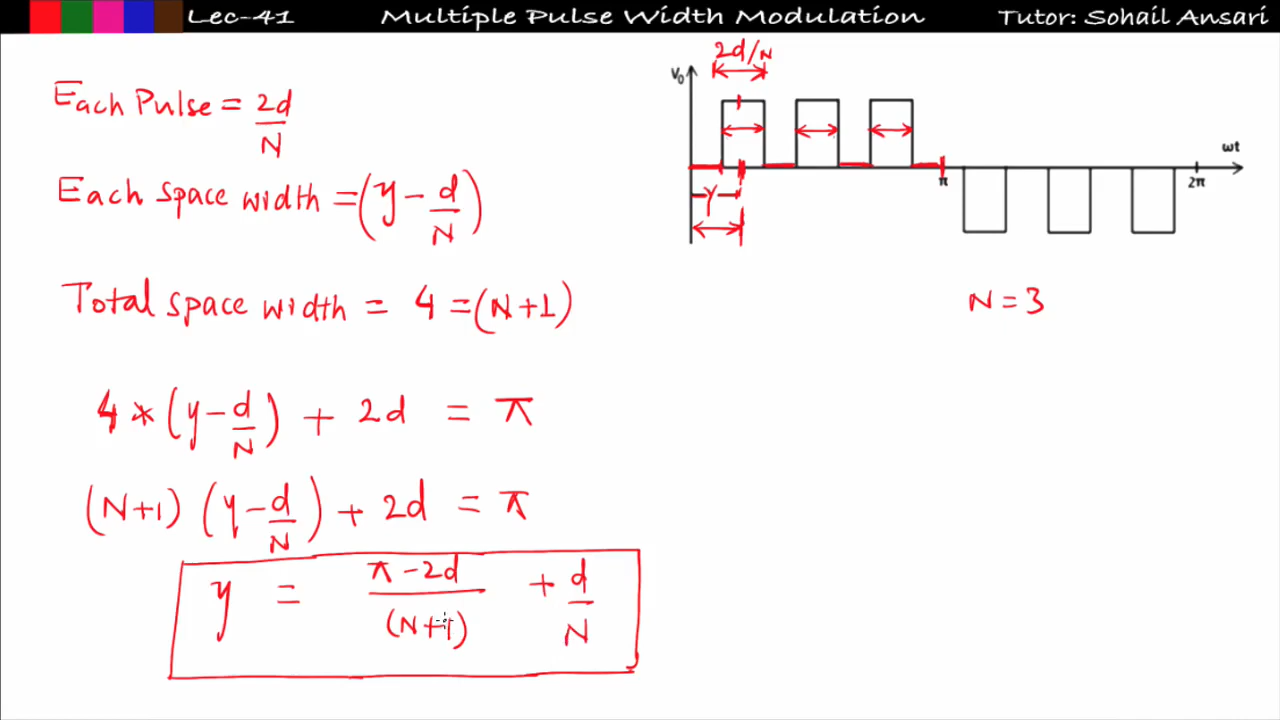 Lec-41 Multiple Pulse Width Modulation Tutor: Sohail Ansari
2d/N
V₀
Each Pulse = 2d/N
ωt
π
2π
Each space width = (y - d/N)
Y
Total space width = 4 = (N+1)
N = 3
4 * (y - d/N) + 2d = π
(N+1) (y - d/N) + 2d = π
y = π - 2d/(N+1) + d/N